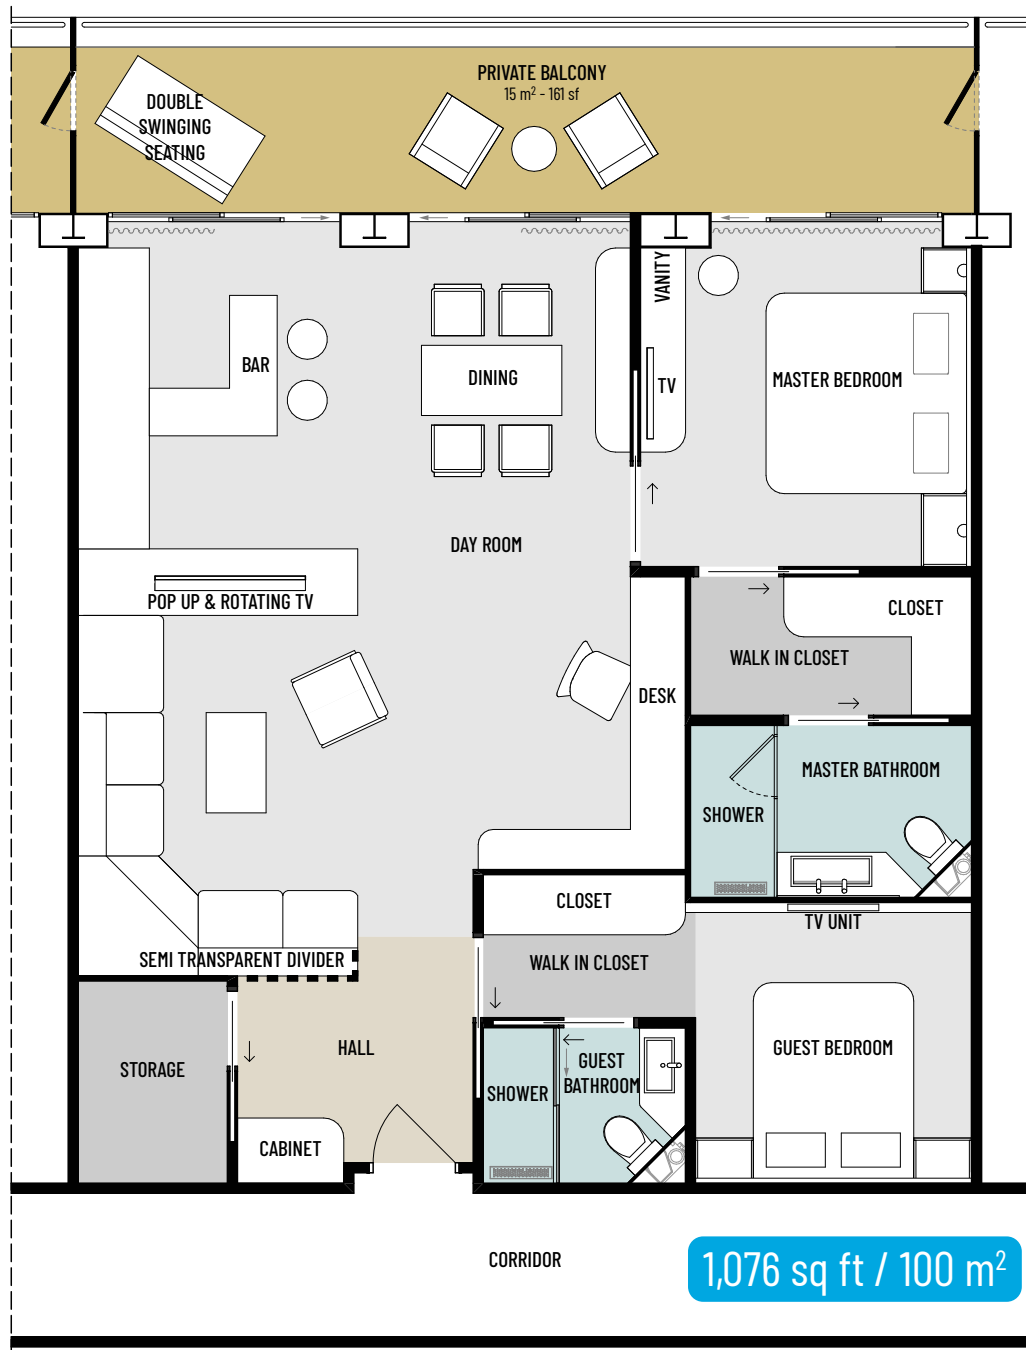 PRIVATE BALCONY
15 m² - 161 sf
DOUBLE
SWINGING
SEATING
VANITY
BAR
DINING
TV
MASTER BEDROOM
DAY ROOM
POP UP & ROTATING TV
CLOSET
WALK IN CLOSET
DESK
MASTER BATHROOM
SHOWER
CLOSET
TV UNIT
SEMI TRANSPARENT DIVIDER
WALK IN CLOSET
HALL
GUEST BEDROOM
STORAGE
GUEST
BATHROOM
SHOWER
CABINET
CORRIDOR
1,076 sq ft / 100 m²